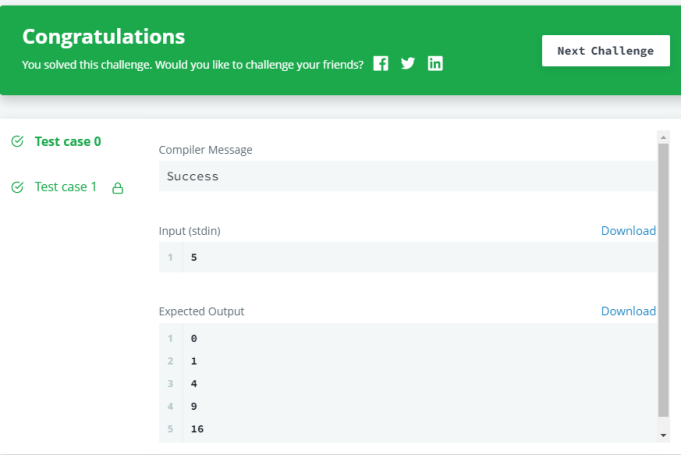 Congratulations
You solved this challenge. Would you like to challenge your friends?
Next Challenge
Test case 0
Test case 1
Compiler Message
Success
Input (stdin) Download
1 5
Expected Output Download
1 0
2 1
3 4
4 9
5 16